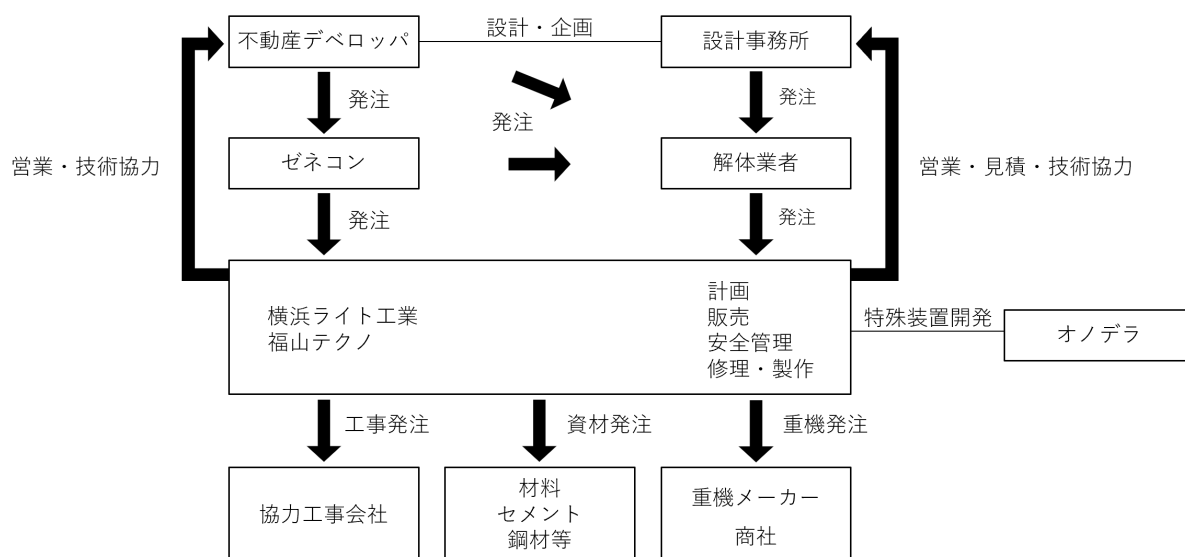 不動産デベロッパ
設計・企画
設計事務所
発注
発注
発注
営業・技術協力
ゼネコン
解体業者
営業・見積・技術協力
発注
発注
横浜ライト工業
福山テクノ
計画
販売
安全管理
修理・製作
特殊装置開発
オノデラ
工事発注
資材発注
重機発注
協力工事会社
材料
セメント
鋼材等
重機メーカー
商社